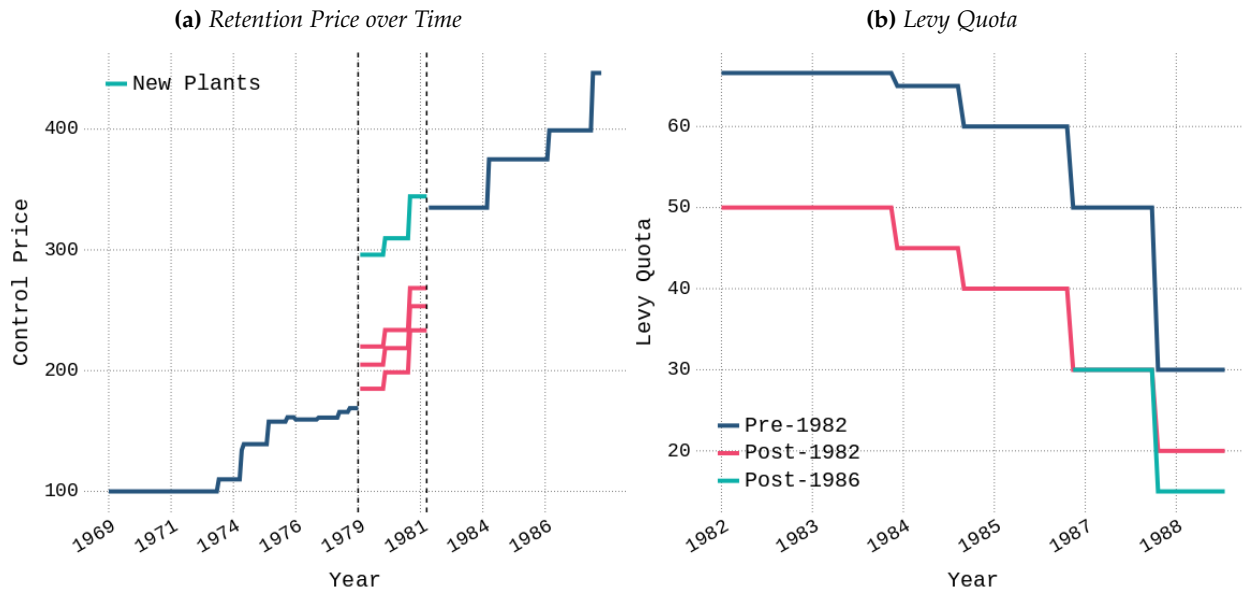 (a) Retention Price over Time
New Plants
400
300
200
100
Control Price
1969
1971
1974
1976
1979
1981
1984
1986
Year
(b) Levy Quota
60
50
40
30
20
Levy Quota
Pre-1982
Post-1982
Post-1986
1982
1983
1984
1985
1987
1988
Year